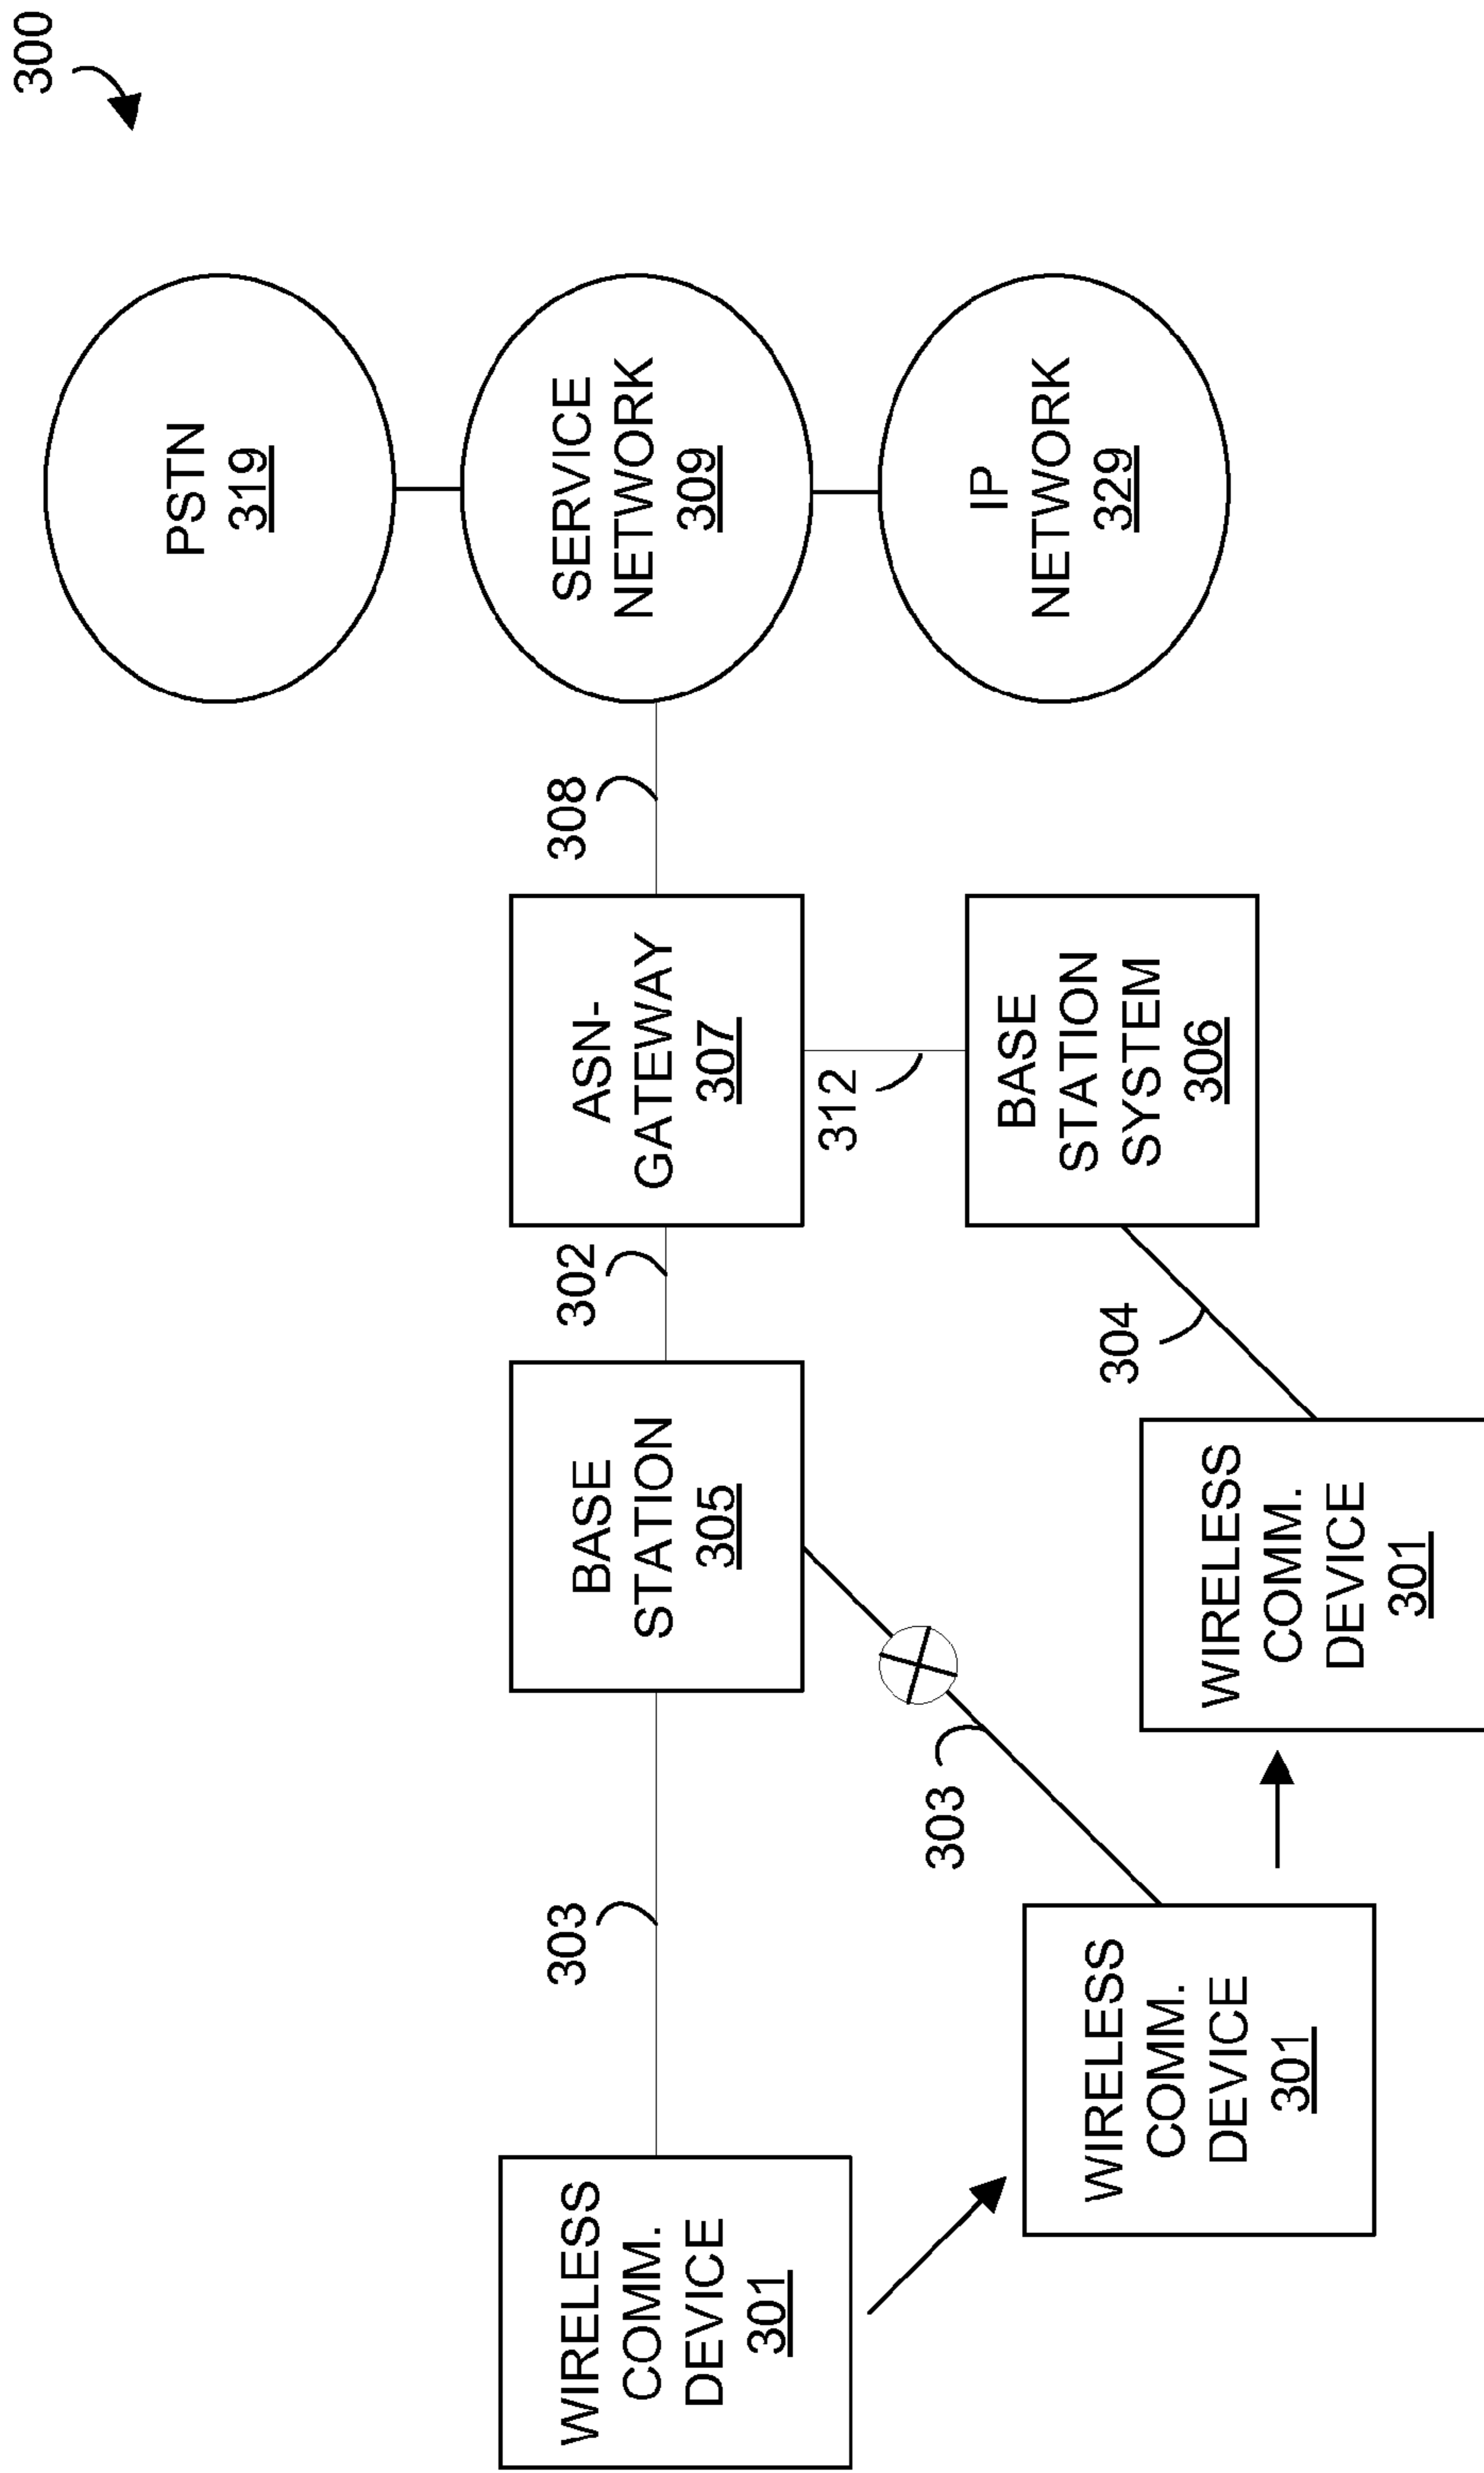 300
PSTN
319
SERVICE
NETWORK
309
IP
NETWORK
329
308
ASN-
GATEWAY
307
312
BASE
STATION
SYSTEM
306
302
BASE
STATION
305
304
303
303
WIRELESS
COMM.
DEVICE
301
WIRELESS
COMM.
DEVICE
301
WIRELESS
COMM.
DEVICE
301